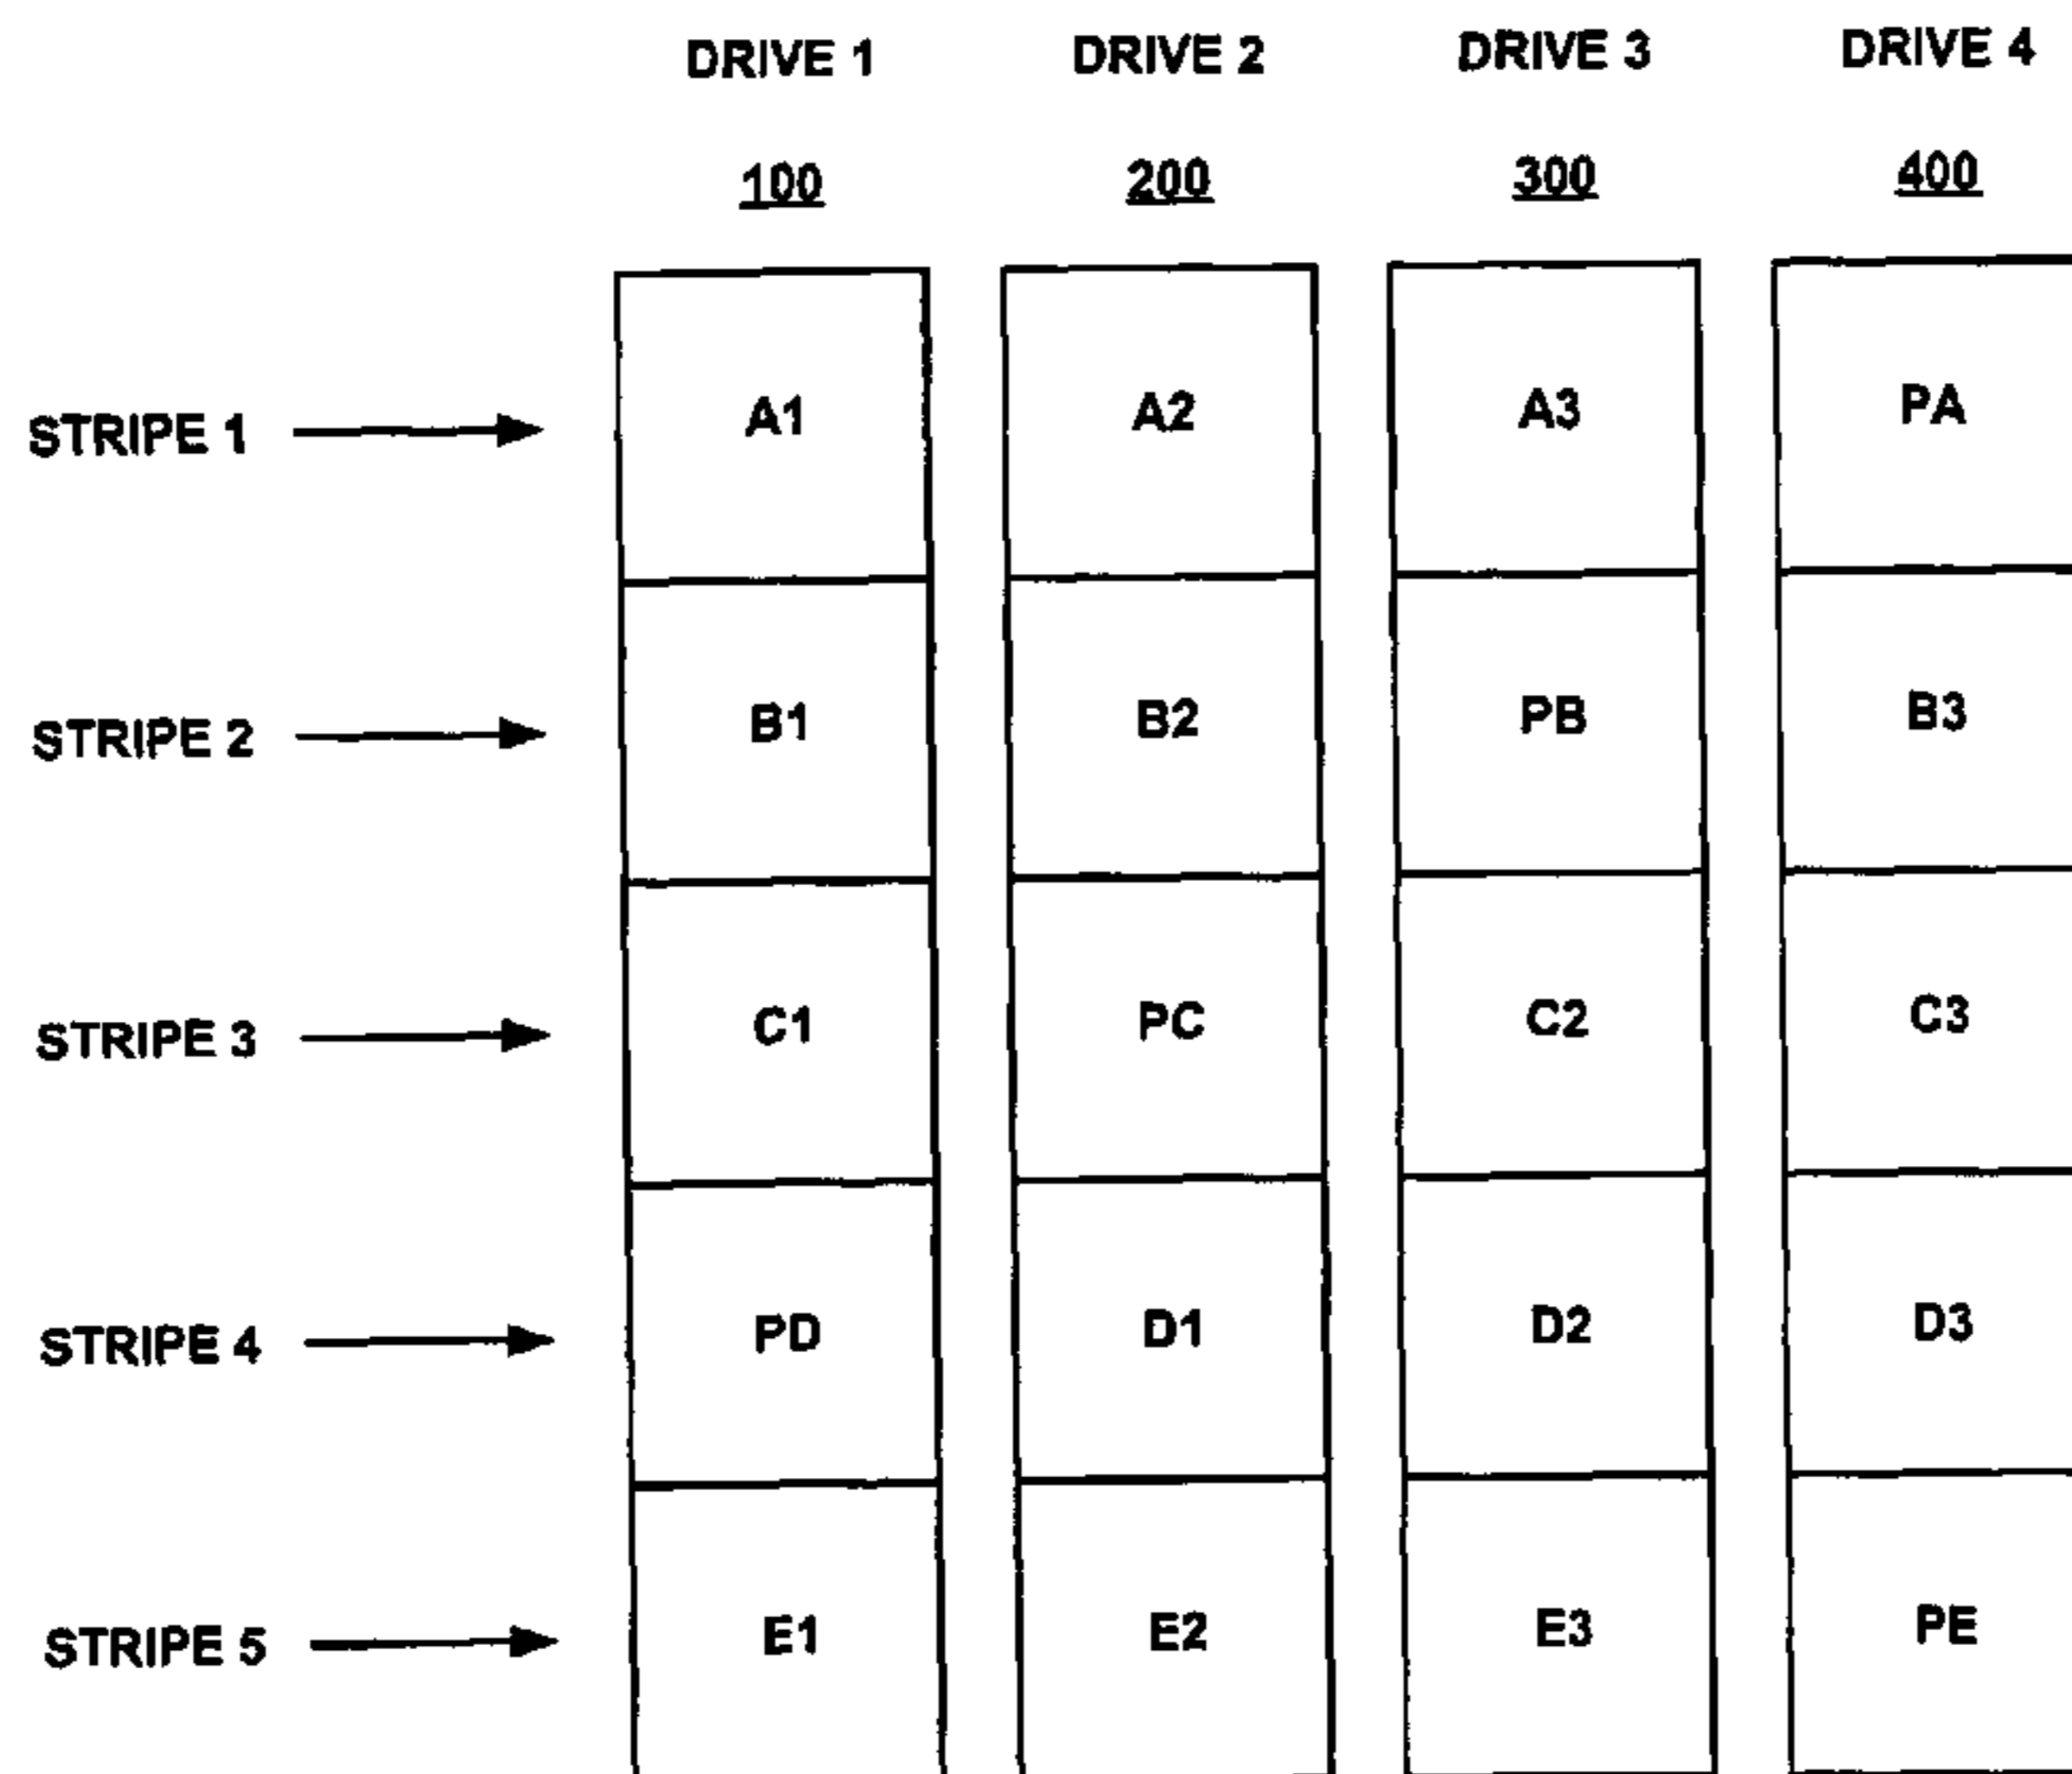 DRIVE 1 DRIVE 2 DRIVE 3 DRIVE 4
100 200 300 400
STRIPE 1 A1 A2 A3 PA
STRIPE 2 B1 B2 PB B3
STRIPE 3 C1 PC C2 C3
STRIPE 4 PD D1 D2 D3
STRIPE 5 E1 E2 E3 PE